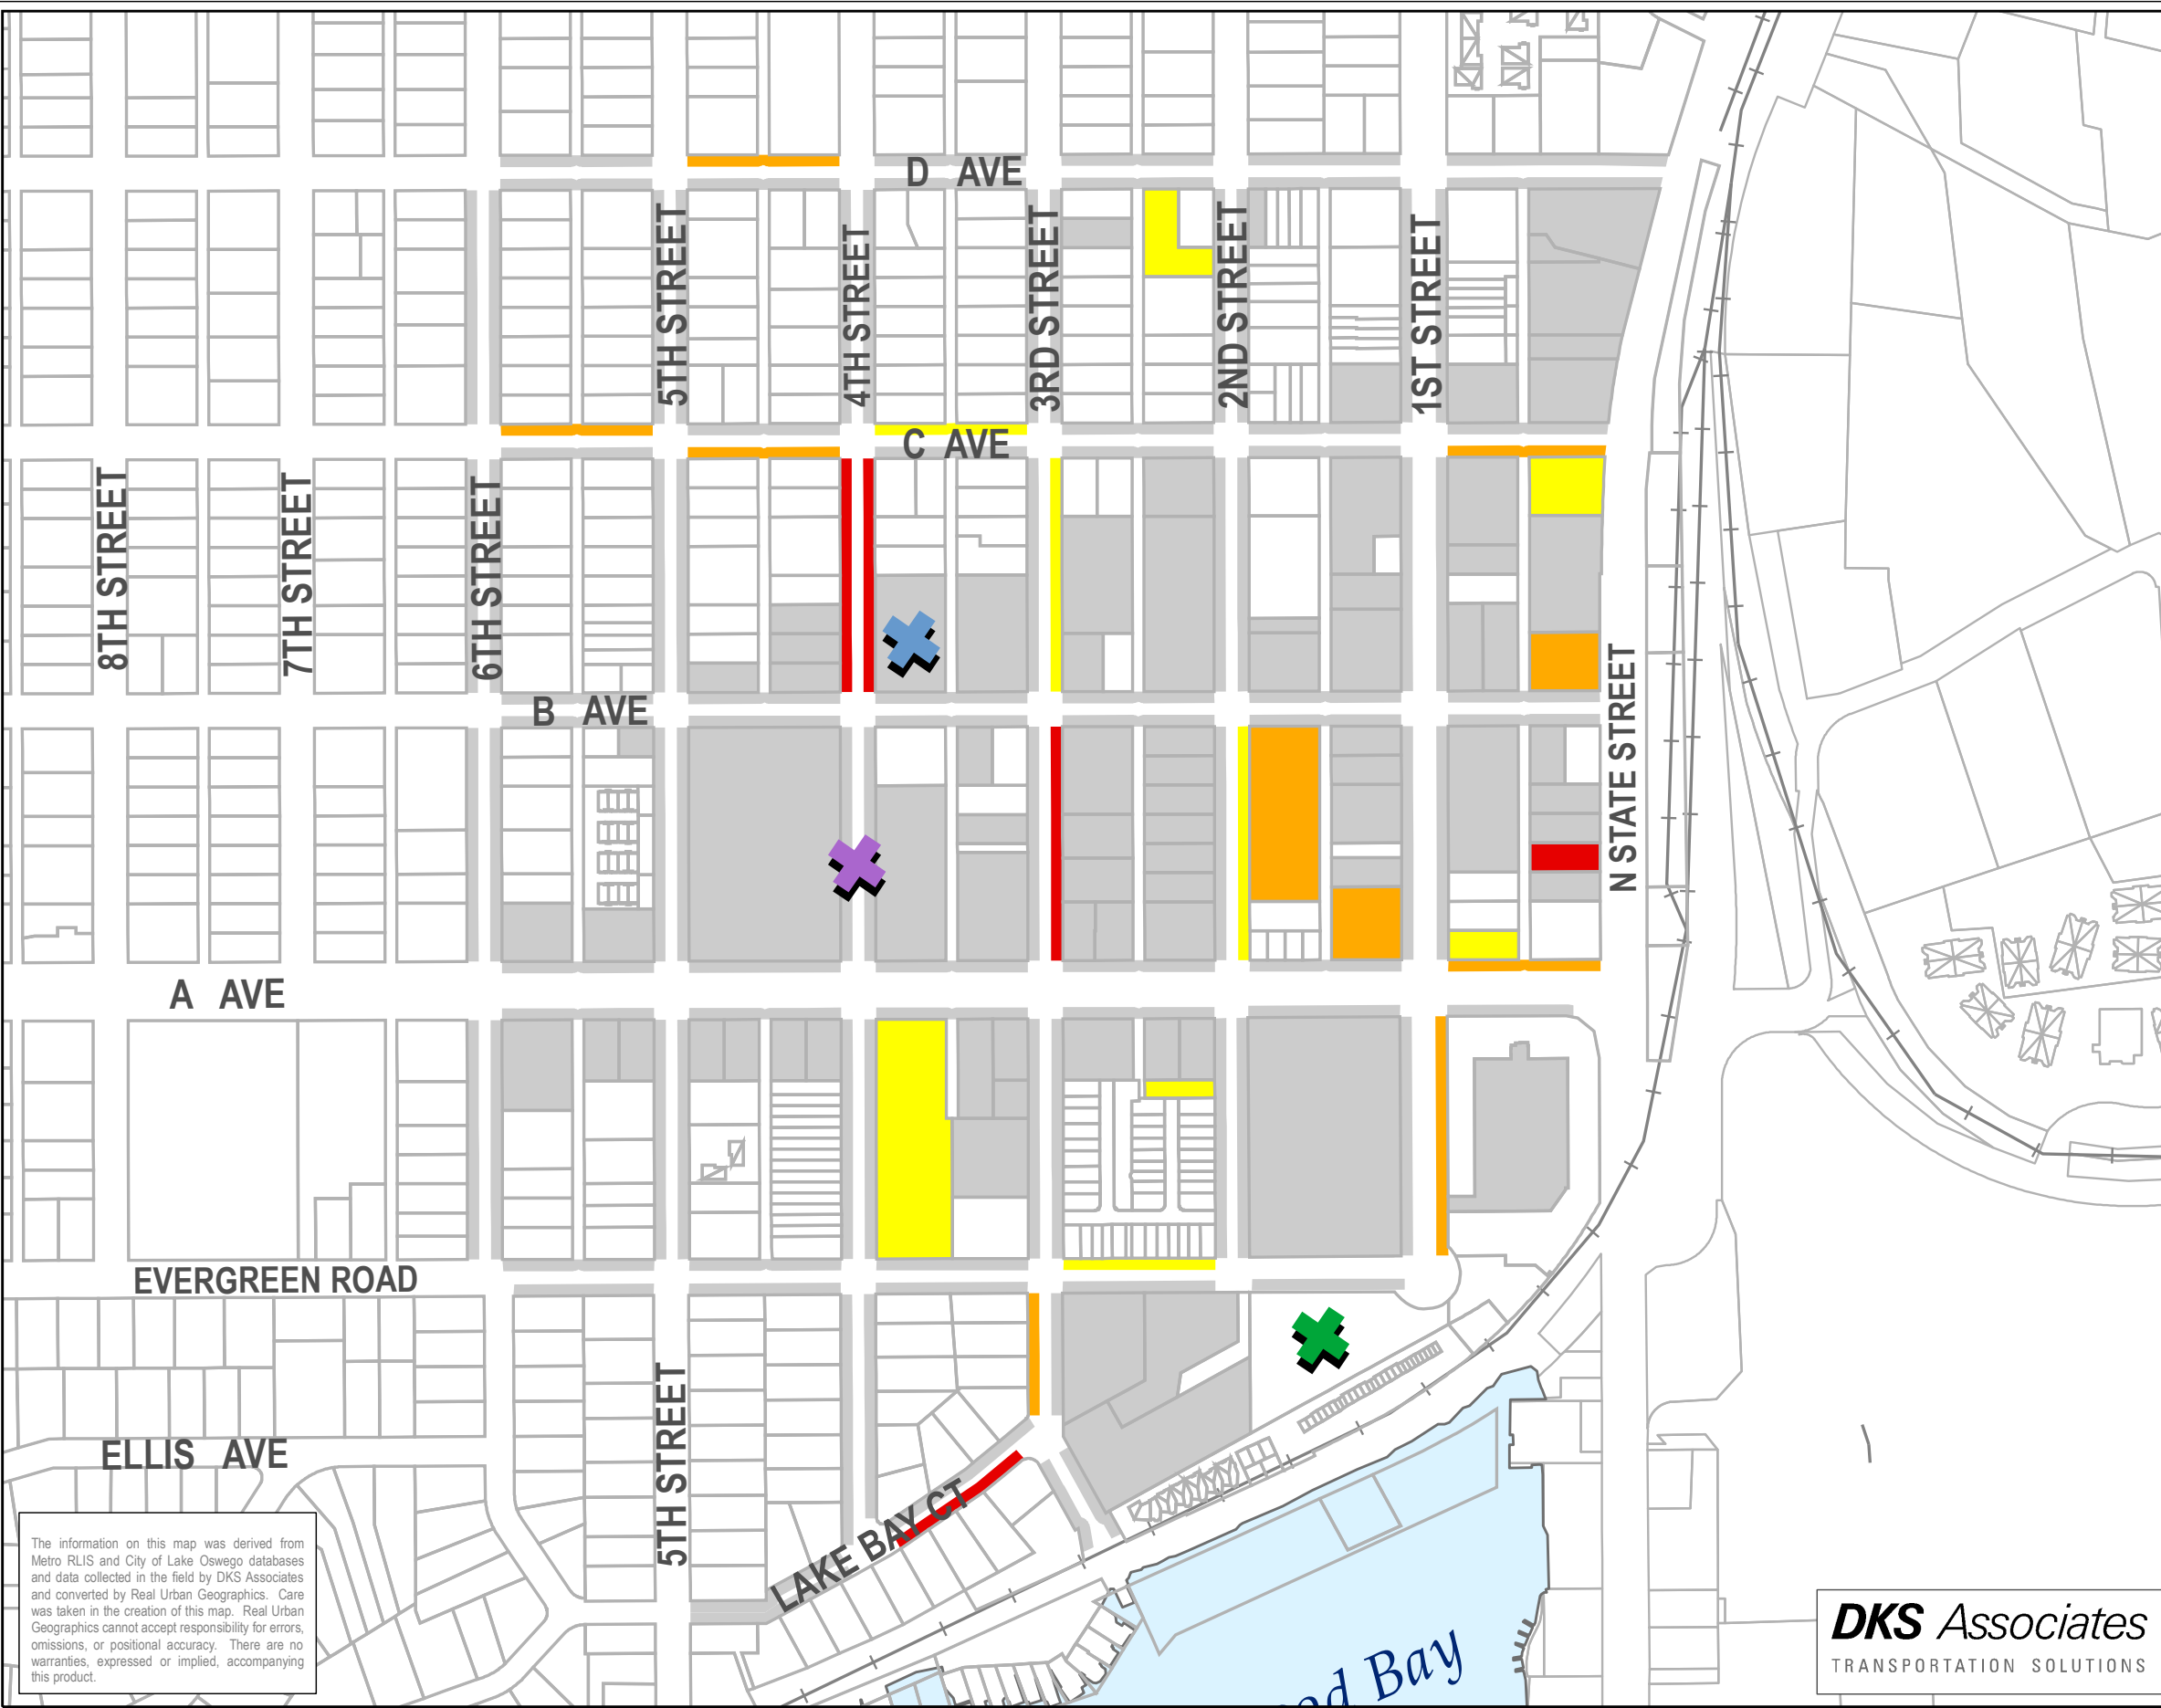 D AVE
5TH STREET
4TH STREET
3RD STREET
2ND STREET
1ST STREET
C AVE
8TH STREET
7TH STREET
6TH STREET
B AVE
N STATE STREET
A AVE
EVERGREEN ROAD
5TH STREET
ELLIS AVE
LAKE BAY CT
The information on this map was derived from
Metro RLIS and City of Lake Oswego databases
and data collected in the field by DKS Associates
and converted by Real Urban Geographics. Care
was taken in the creation of this map. Real Urban
Geographics cannot accept responsibility for errors,
omissions, or positional accuracy. There are no
warranties, expressed or implied, accompanying
this product.
Bay
DKS Associates
TRANSPORTATION SOLUTIONS